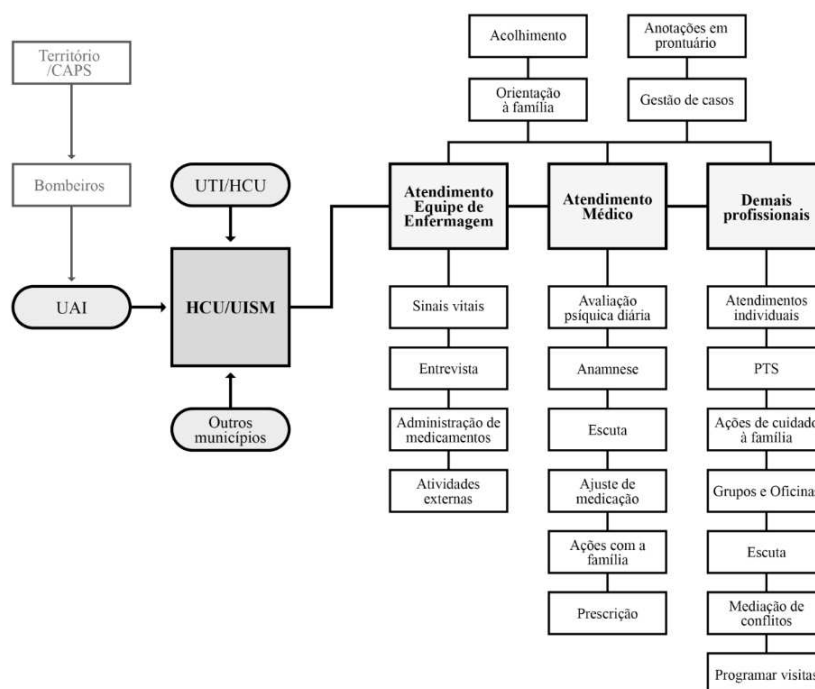 Território
/CAPS
Bombeiros
UAI
UTI/HCU
HCU/UISM
Outros
municípios
Acolhimento
Orientação
à família
Anotações em
prontuário
Gestão de casos
Atendimento
Equipe de
Enfermagem
Sinais vitais
Entrevista
Administração de
medicamentos
Atividades
externas
Atendimento
Médico
Avaliação
psíquica diária
Anamnese
Escuta
Ajuste de
medicação
Ações com a
família
Prescrição
Demais
profissionais
Atendimentos
individuais
PTS
Ações de cuidado
à família
Grupos e Oficinas
Escuta
Mediação de
conflitos
Programar visitas